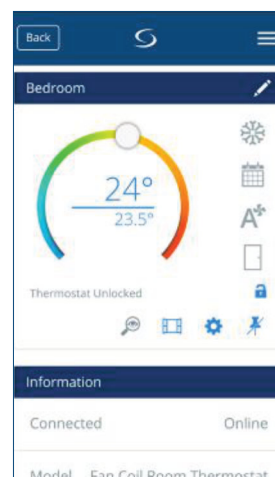 Back
Bedroom
24°
23.5°
A
Thermostat Unlocked
Information
Connected Online
Model Fan Coil Room Thermostat